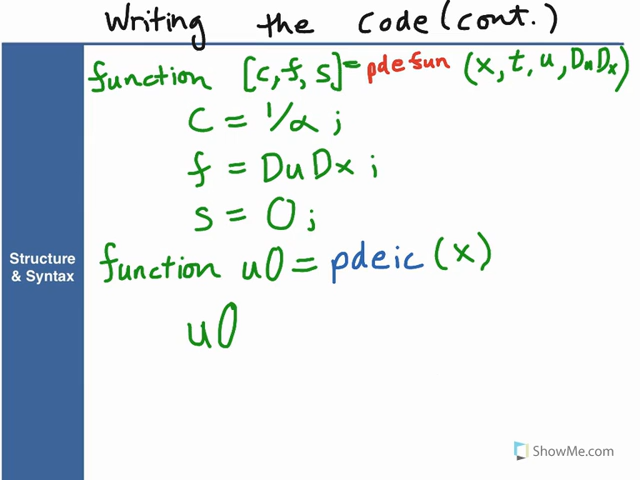 Writing the code (cont.)
function [c, f, s] = pdefun (x, t, u, DuDx)
c = 1/α ;
f = DuDx ;
s = 0 ;
Structure
& Syntax
function u0 = pdeic (x)
u0
ShowMe.com